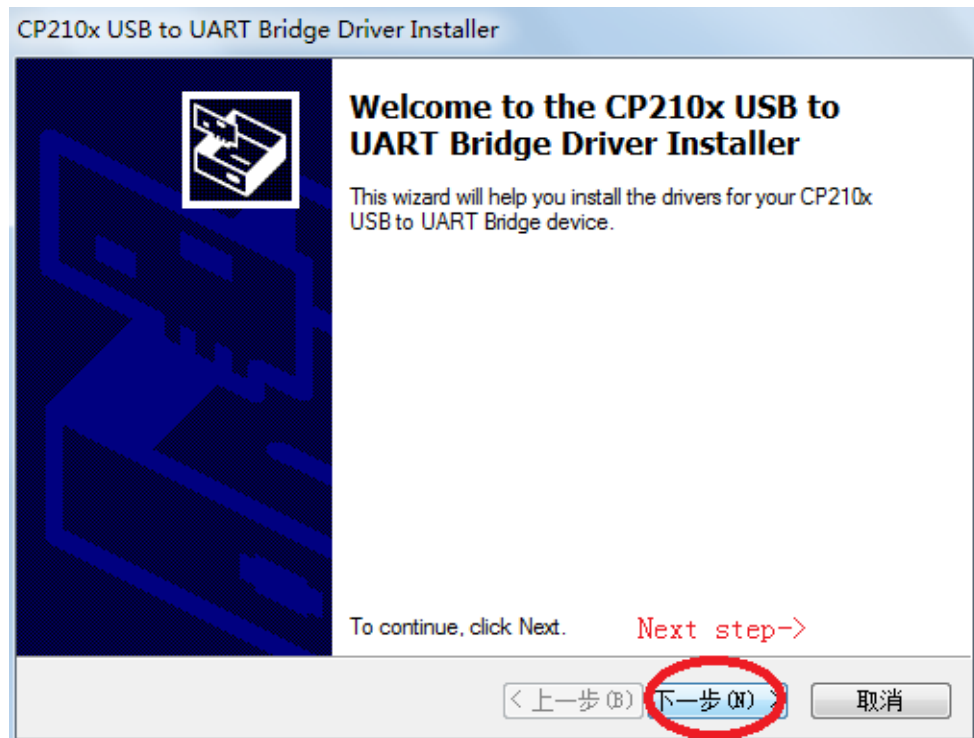 CP210x USB to UART Bridge Driver Installer
Welcome to the CP210x USB to
UART Bridge Driver Installer
This wizard will help you install the drivers for your CP210x
USB to UART Bridge device.
To continue, click Next.
Next step->
< 上一步(B)
下一步(N) >
取消